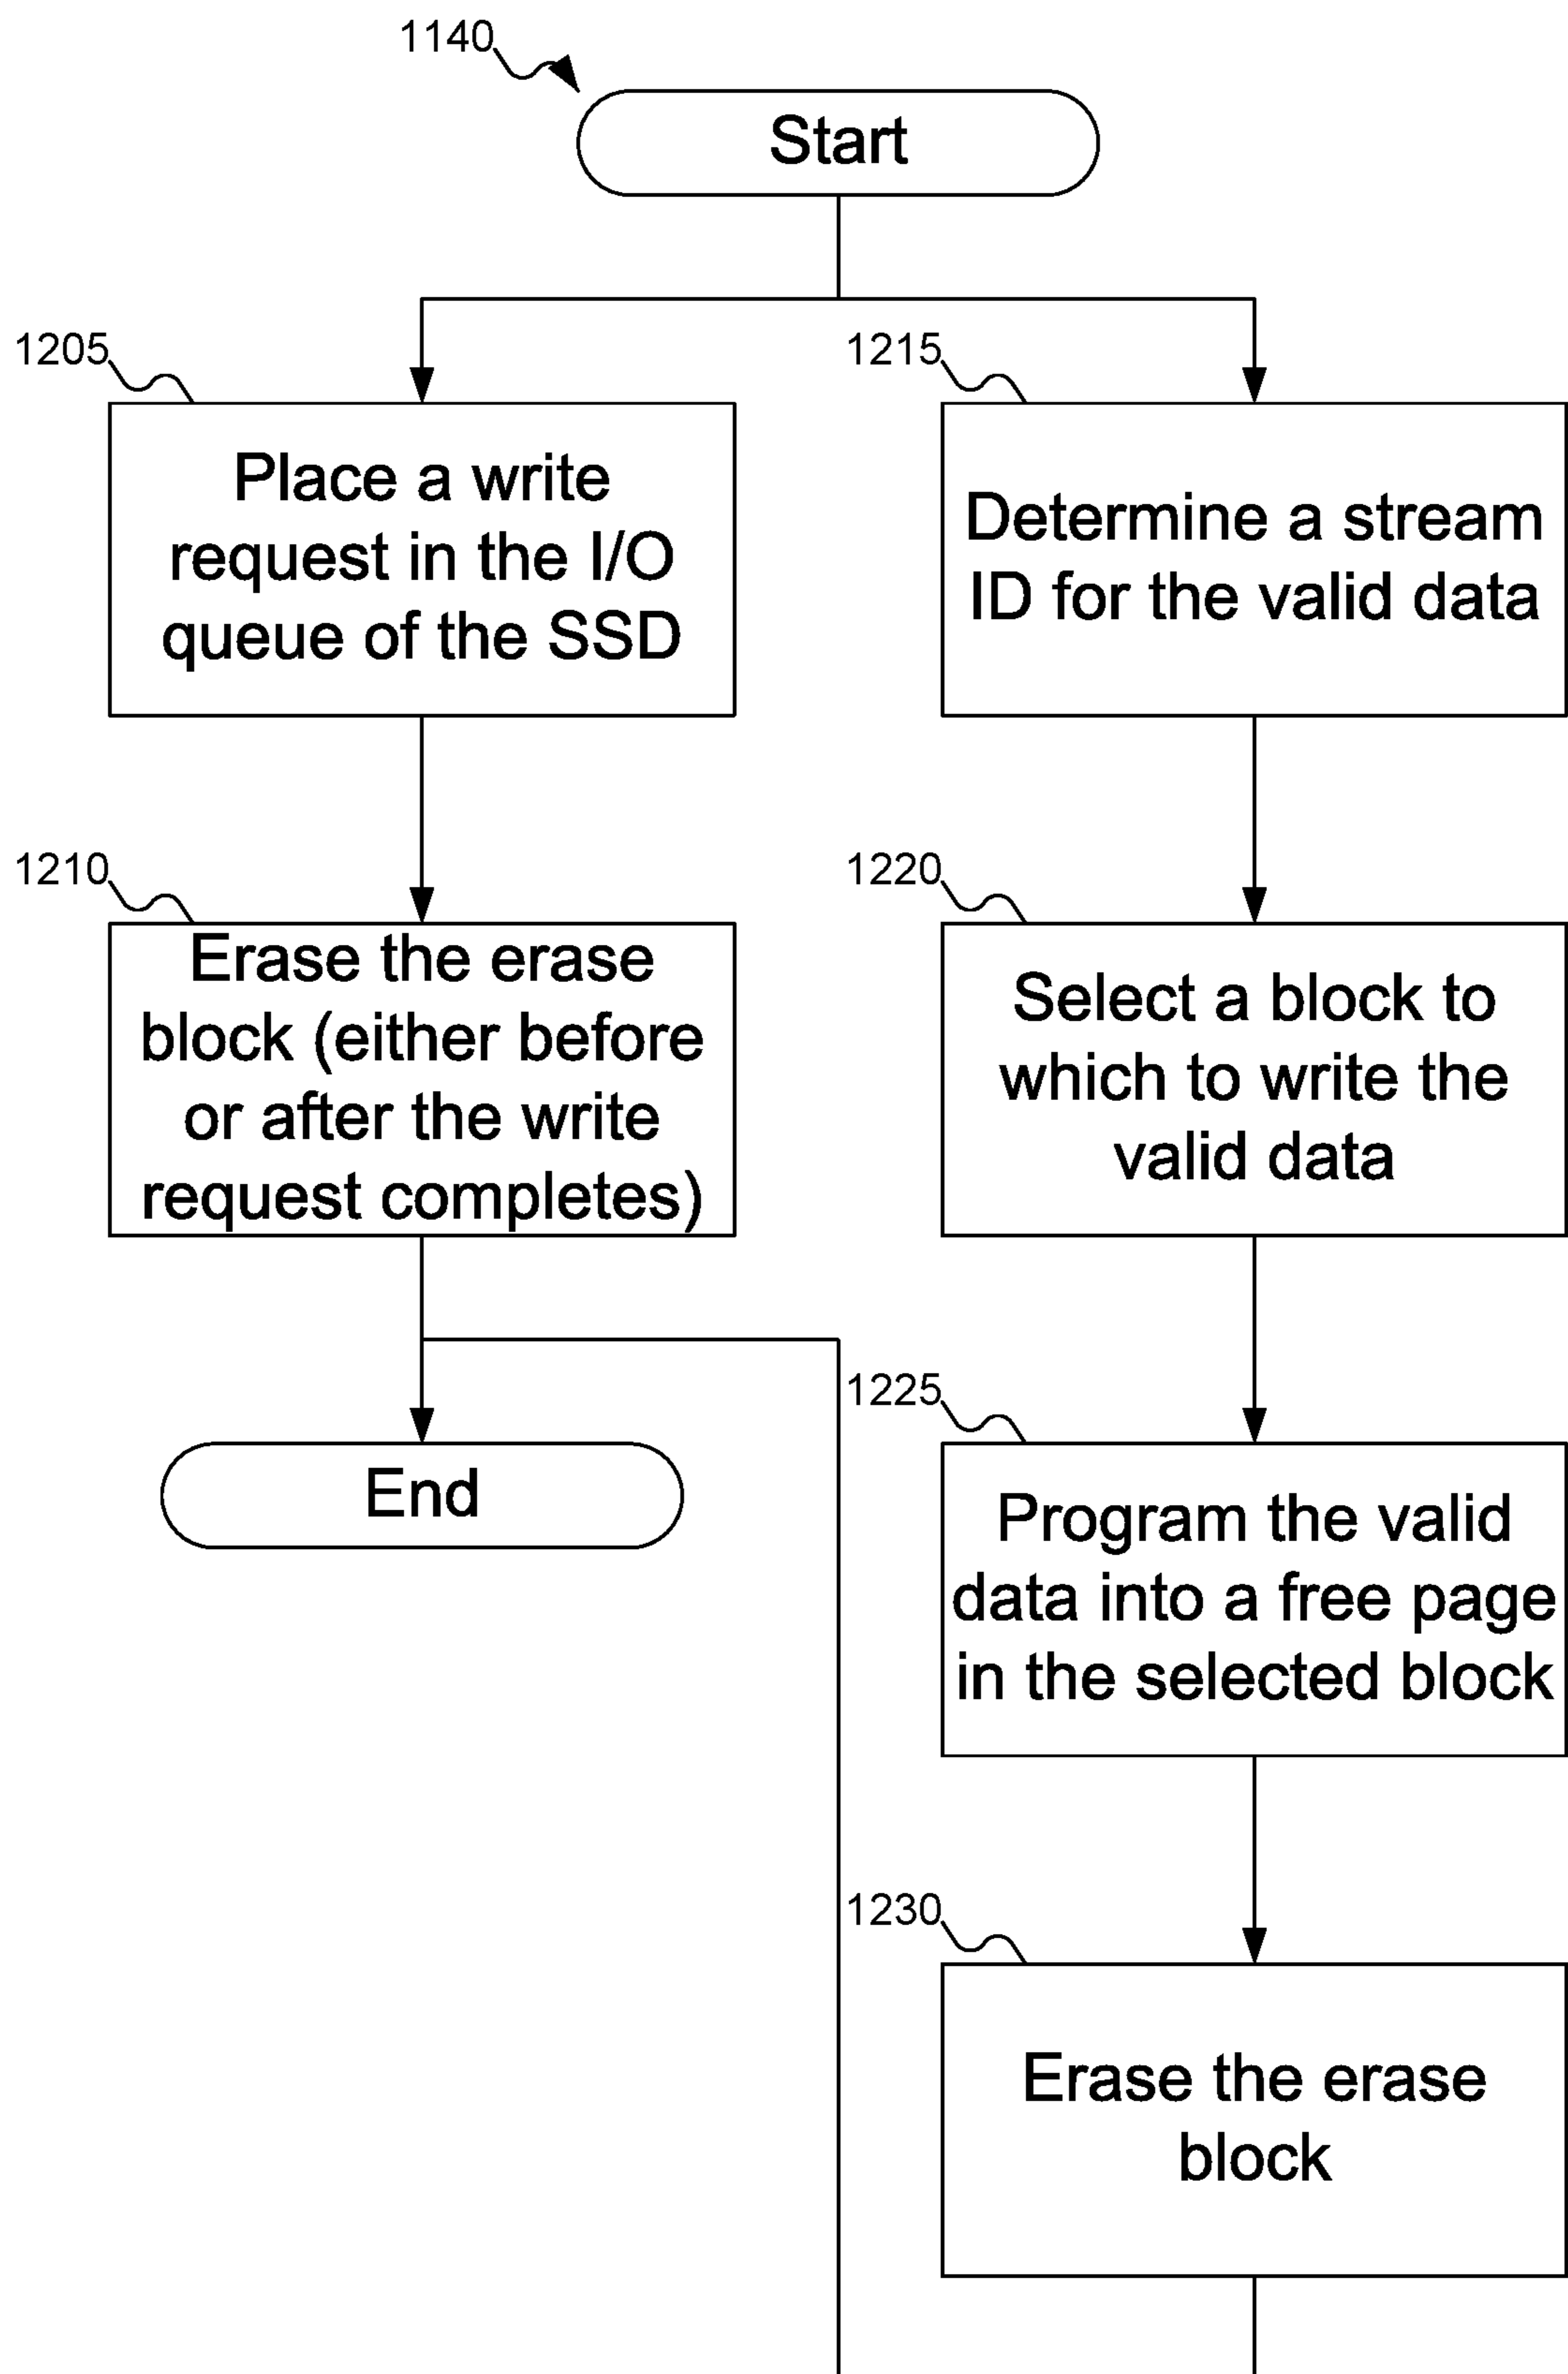 1140
Start
1205
Place a write
request in the I/O
queue of the SSD
1215
Determine a stream
ID for the valid data
1210
Erase the erase
block (either before
or after the write
request completes)
1220
Select a block to
which to write the
valid data
End
1225
Program the valid
data into a free page
in the selected block
1230
Erase the erase
block